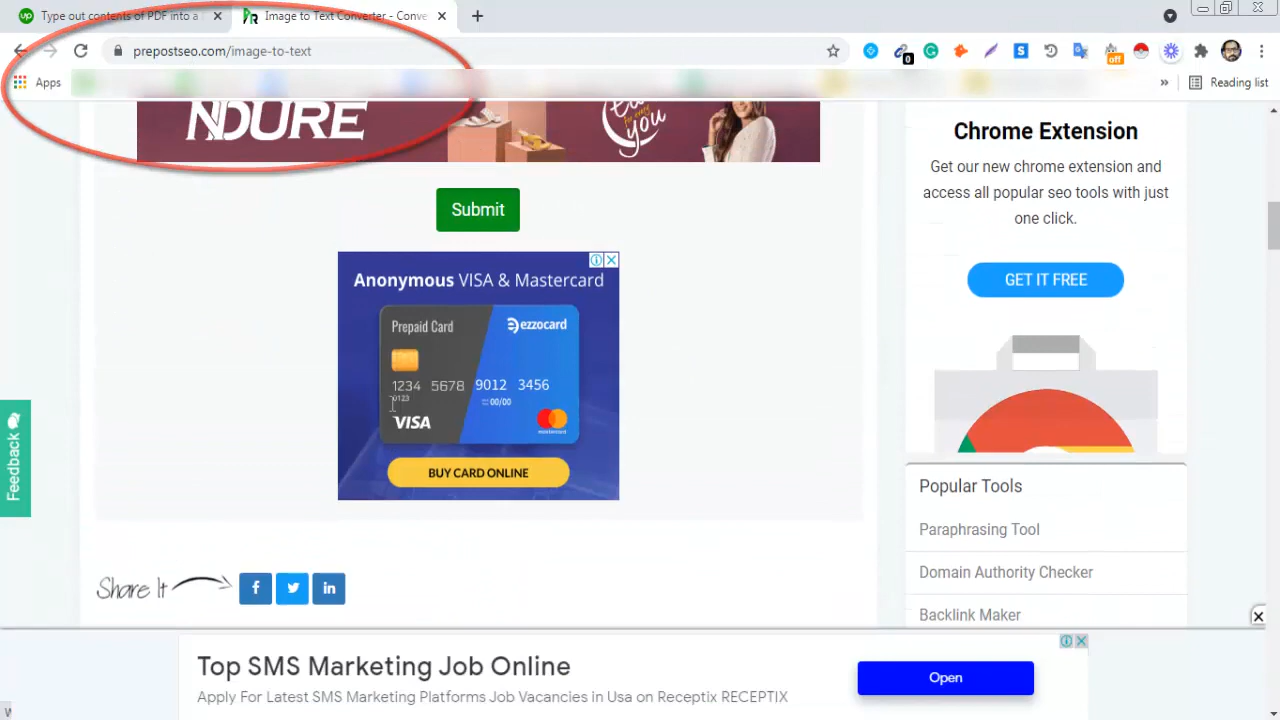 Type out contents of PDF into a
Image to Text Converter - Conve
prepostseo.com/image-to-text
0
off
Apps
Reading list
NDURE
you
Submit
Anonymous VISA & Mastercard
Prepaid Card
ezzocard
1234 5678 9012 3456
0123
00/00
VISA
mastercard
BUY CARD ONLINE
Chrome Extension
Get our new chrome extension and
access all popular seo tools with just
one click.
GET IT FREE
Popular Tools
Paraphrasing Tool
Domain Authority Checker
Backlink Maker
Feedback
Share It
Top SMS Marketing Job Online
Apply For Latest SMS Marketing Platforms Job Vacancies in Usa on Receptix RECEPTIX
Open